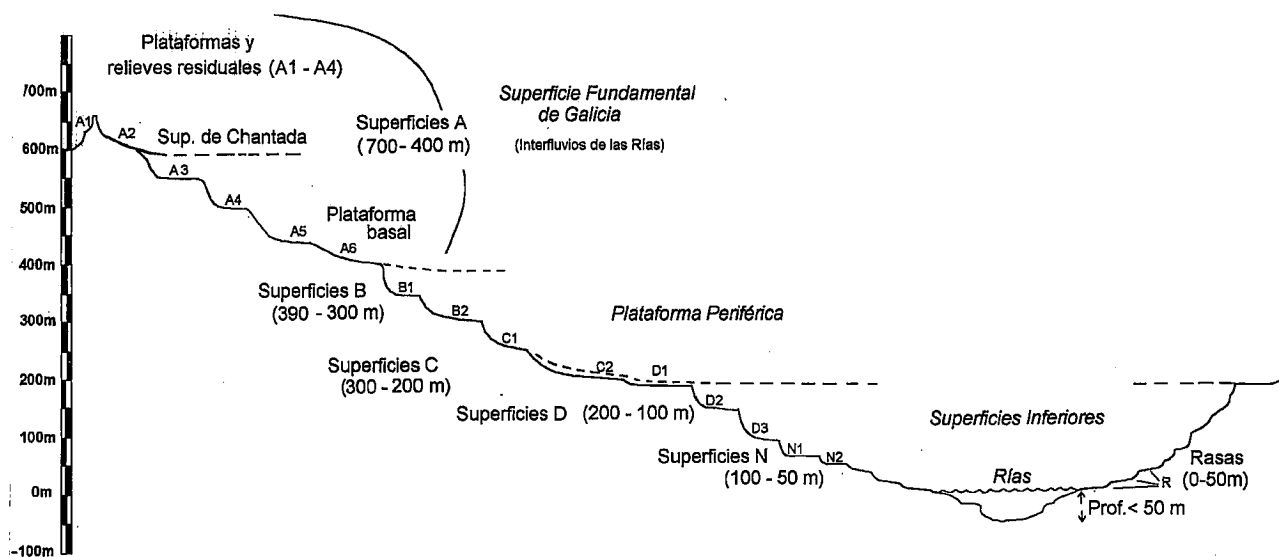 Plataformas y
relieves residuales (A1 - A4)
700m
600m
500m
400m
300m
200m
100m
0m
-100m
A1
A2
Sup. de Chantada
A3
A4
A5
A6
Superficies A
(700- 400 m)
Superficie Fundamental
de Galicia
(Interfluvios de las Rías)
Plataforma
basal
Superficies B
(390 - 300 m)
B1
B2
Plataforma Periférica
C1
Superficies C
(300 - 200 m)
C2
D1
Superficies D (200 - 100 m)
D2
D3
Superficies Inferiores
Superficies N
(100 - 50 m)
N1
N2
Rías
Rasas
(0-50m)
R
Prof.< 50 m